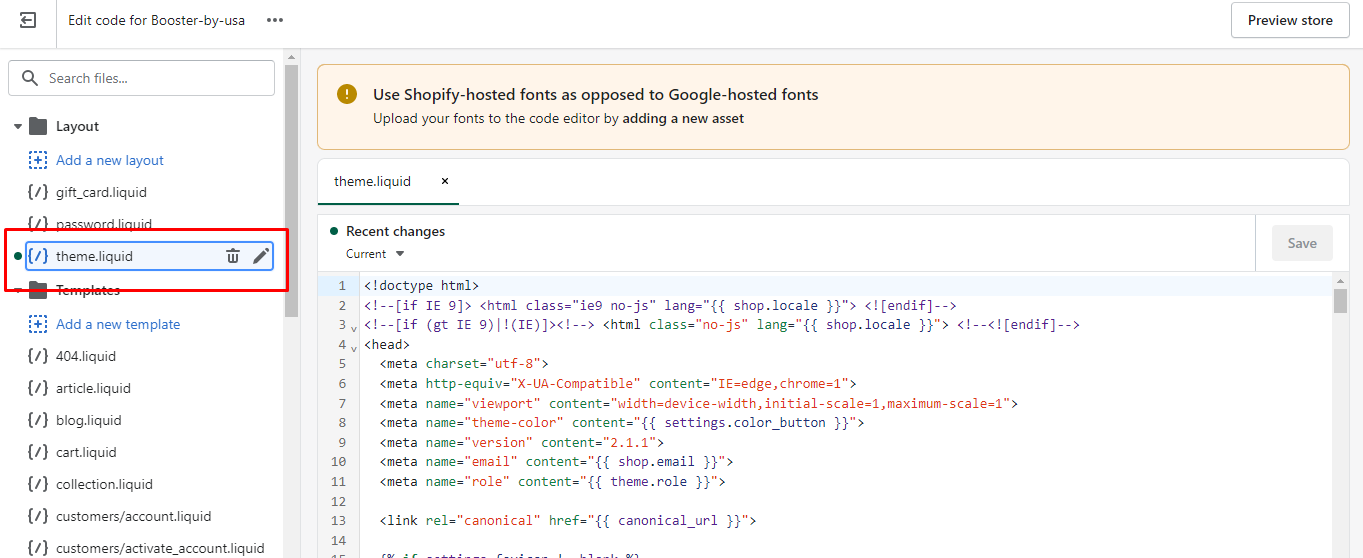 Edit code for Booster-by-usa •••
Preview store
Search files...
Layout
Add a new layout
{/} gift_card.liquid
{/} password.liquid
{/} theme.liquid
Templates
Add a new template
{/} 404.liquid
{/} article.liquid
{/} blog.liquid
{/} cart.liquid
{/} collection.liquid
{/} customers/account.liquid
{/} customers/activate_account.liquid
Use Shopify-hosted fonts as opposed to Google-hosted fonts
Upload your fonts to the code editor by adding a new asset
theme.liquid ×
Recent changes
Current
Save
1 <!doctype html>
2 <!--[if IE 9]> <html class="ie9 no-js" lang="{{ shop.locale }}"> <![endif]-->
3 <!--[if (gt IE 9)|!(IE)]><!--> <html class="no-js" lang="{{ shop.locale }}"> <!--<![endif]-->
4 <head>
5 <meta charset="utf-8">
6 <meta http-equiv="X-UA-Compatible" content="IE=edge,chrome=1">
7 <meta name="viewport" content="width=device-width,initial-scale=1,maximum-scale=1">
8 <meta name="theme-color" content="{{ settings.color_button }}">
9 <meta name="version" content="2.1.1">
10 <meta name="email" content="{{ shop.email }}">
11 <meta name="role" content="{{ theme.role }}">
12
13 <link rel="canonical" href="{{ canonical_url }}">
14
15 {% if settings.favicon != blank %}